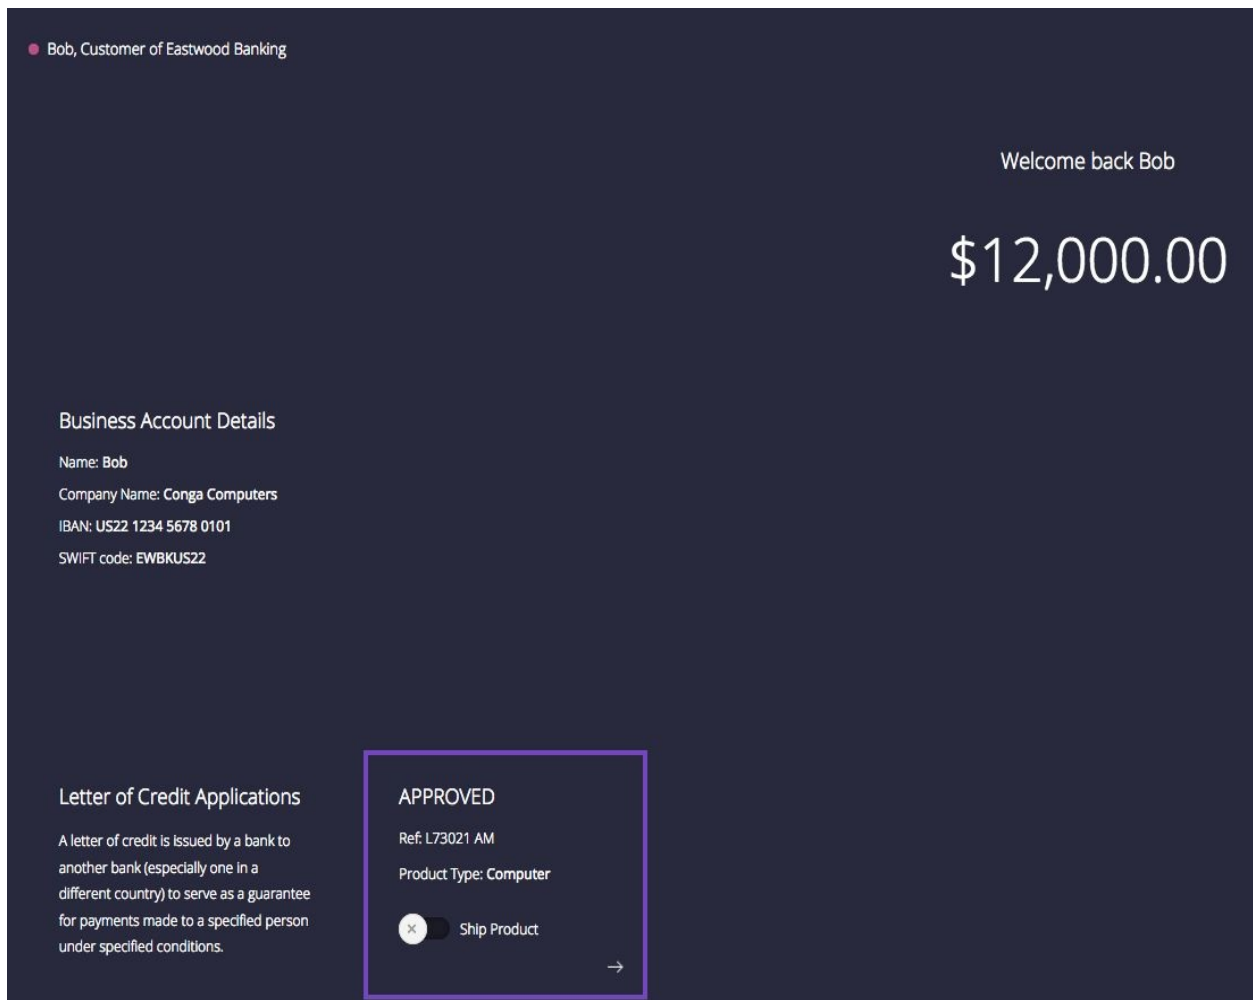 Bob, Customer of Eastwood Banking
Welcome back Bob
$12,000.00
Business Account Details
Name: Bob
Company Name: Conga Computers
IBAN: US22 1234 5678 0101
SWIFT code: EWBKUS22
Letter of Credit Applications
A letter of credit is issued by a bank to
another bank (especially one in a
different country) to serve as a guarantee
for payments made to a specified person
under specified conditions.
APPROVED
Ref: L73021 AM
Product Type: Computer
Ship Product